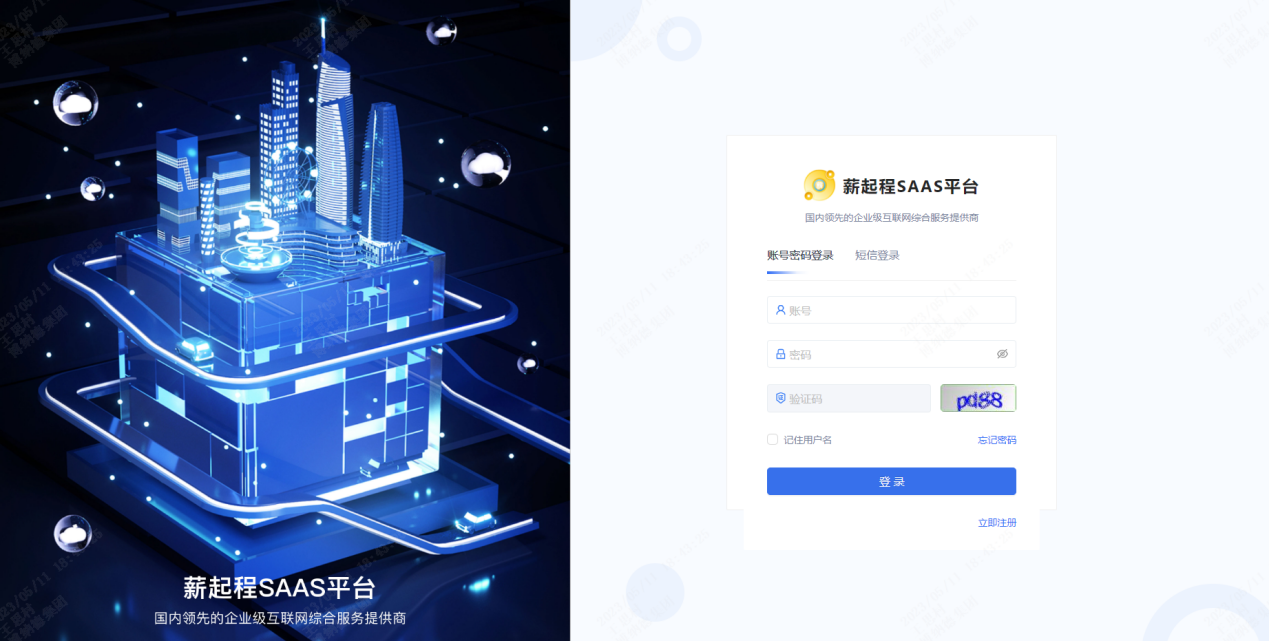 薪起程SAAS平台
国内领先的企业级互联网综合服务提供商
薪起程SAAS平台
国内领先的企业级互联网综合服务提供商
账号密码登录 短信登录
账号
密码
验证码 pd88
记住用户名 忘记密码
登 录
立即注册